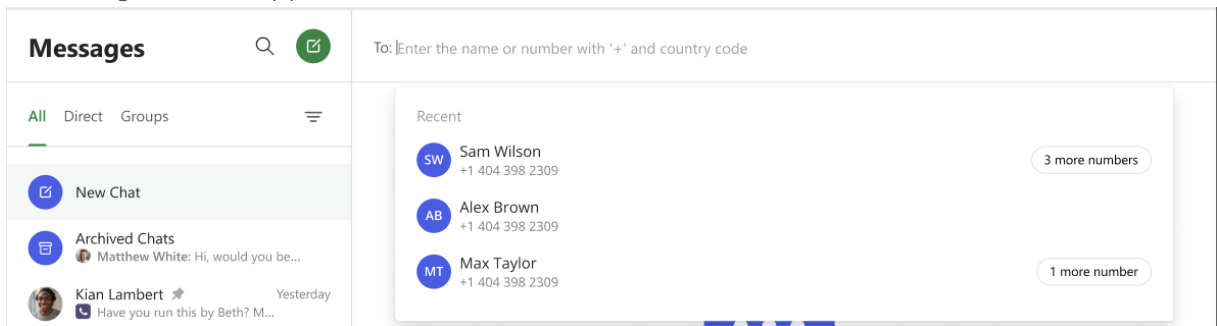 Messages
To: Enter the name or number with '+' and country code
All Direct Groups
Recent
SW Sam Wilson
+1 404 398 2309
3 more numbers
New Chat
AB Alex Brown
+1 404 398 2309
Archived Chats
Matthew White: Hi, would you be...
MT Max Taylor
+1 404 398 2309
1 more number
Kian Lambert Yesterday
Have you run this by Beth? M...